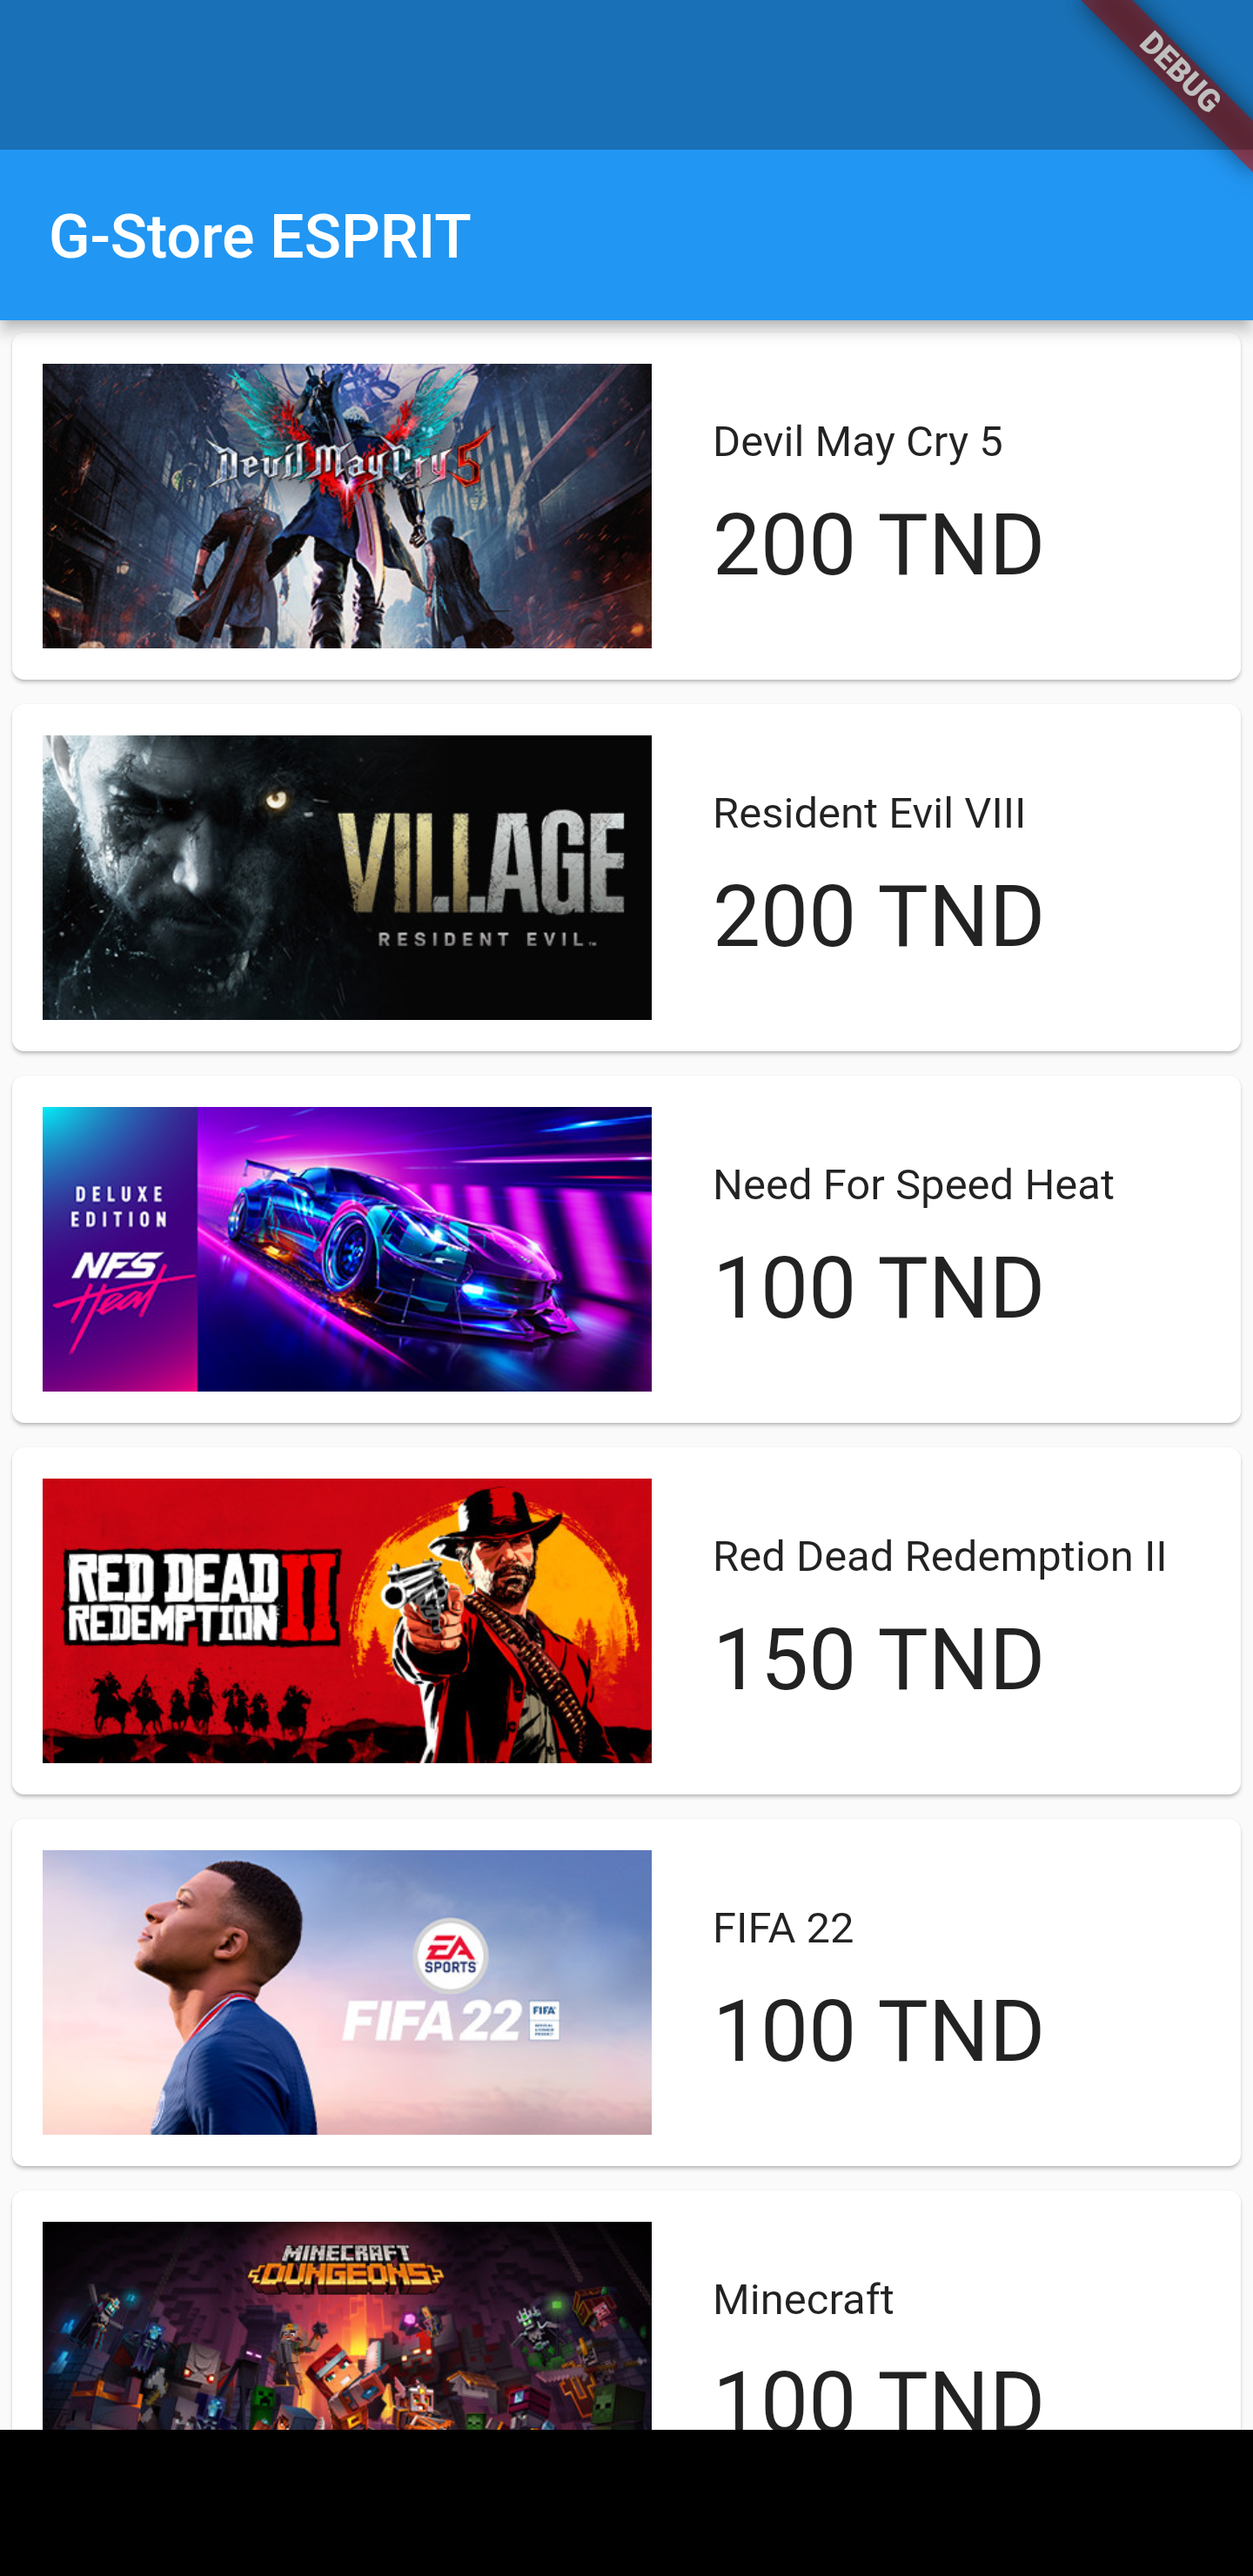 DEBUG
G-Store ESPRIT
Devil May Cry 5
Devil May Cry 5
200 TND
VILLAGE
RESIDENT EVIL
Resident Evil VIII
200 TND
DELUXE
EDITION
NFS
Heat
Need For Speed Heat
100 TND
RED DEAD
REDEMPTION II
Red Dead Redemption II
150 TND
EA
SPORTS
FIFA 22
FIFA
FIFA 22
100 TND
MINECRAFT
DUNGEONS
Minecraft
100 TND